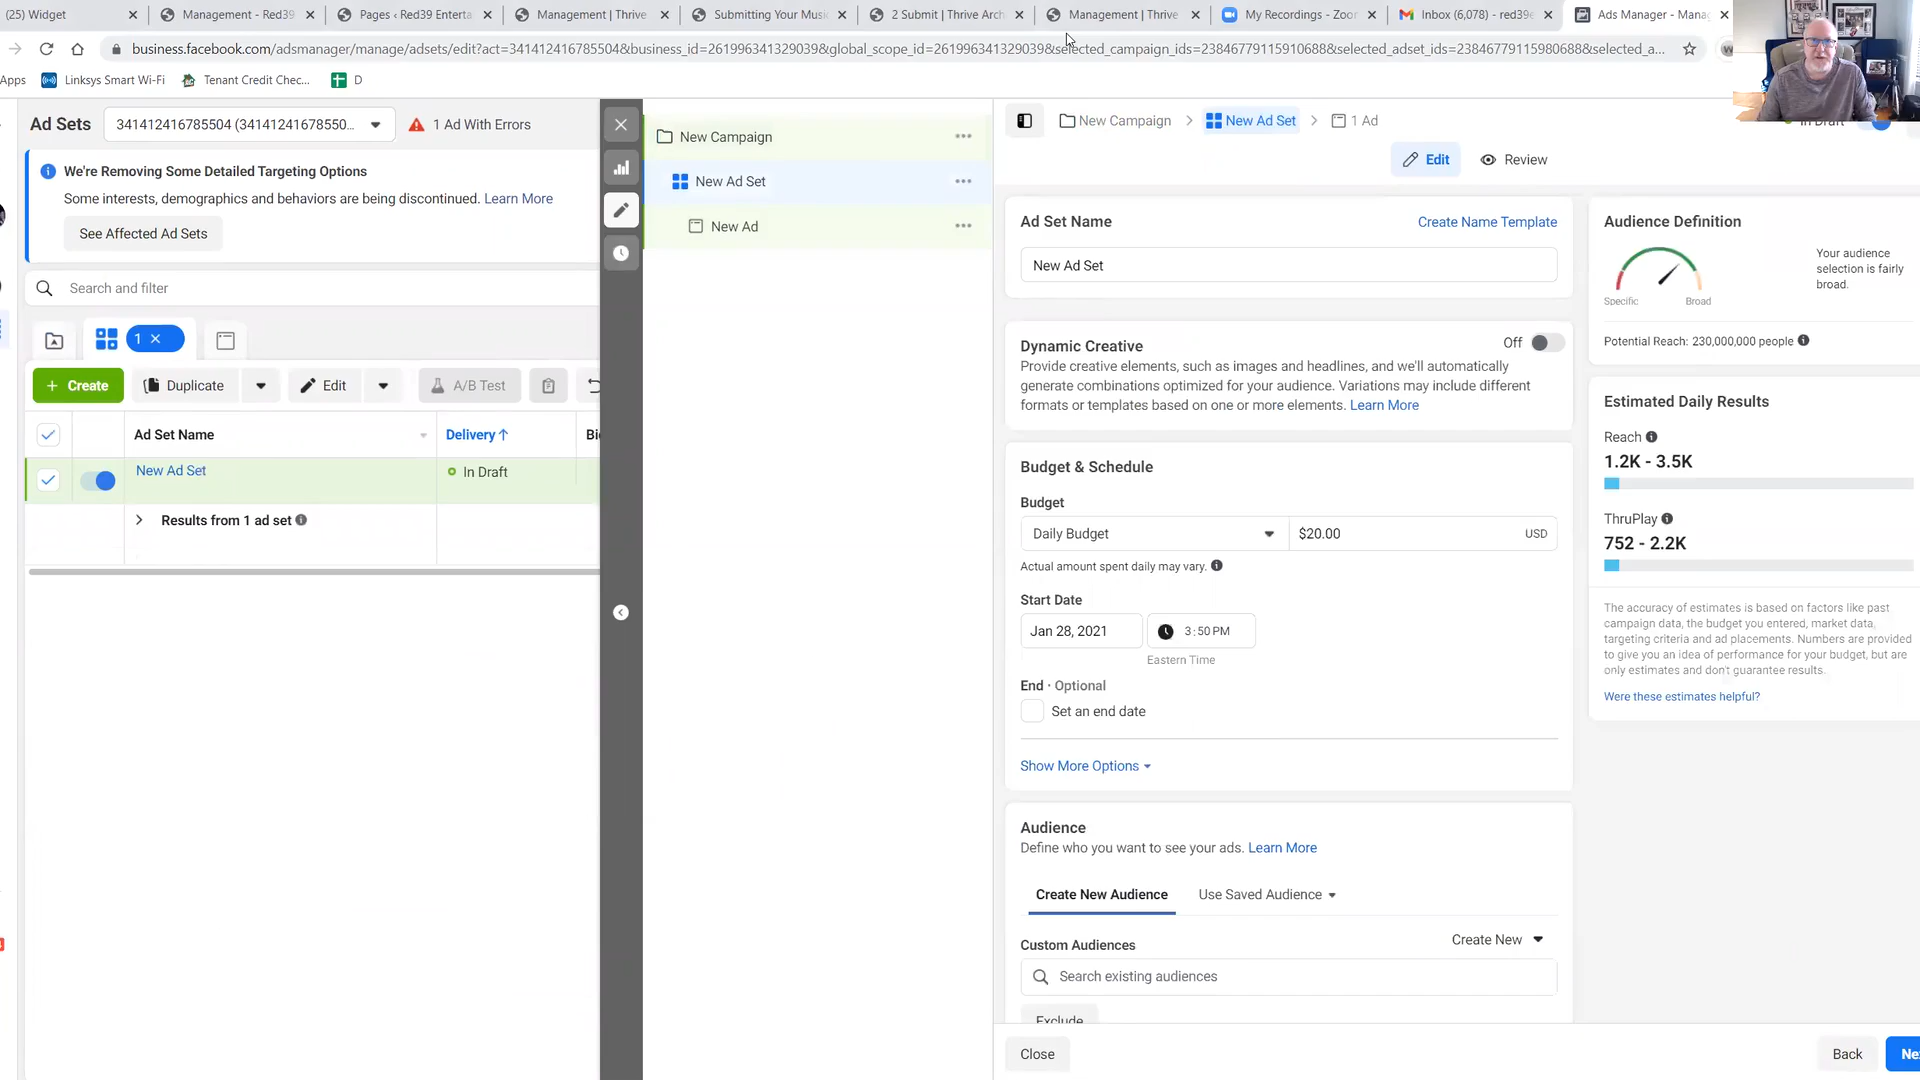 (25) Widget
Management - Red39
Pages ‹ Red39 Enterta
Management | Thrive
Submitting Your Musi
2 Submit | Thrive Arch
Management | Thrive
My Recordings - Zoom
Inbox (6,078) - red39e
Ads Manager - Manag
business.facebook.com/adsmanager/manage/adsets/edit?act=341412416785504&business_id=261996341329039&global_scope_id=261996341329039&selected_campaign_ids=23846779115910688&selected_adset_ids=23846779115980688&selected_a...
Apps
Linksys Smart Wi-Fi
Tenant Credit Chec...
D
Ad Sets
341412416785504 (34141241678550...
1 Ad With Errors
We're Removing Some Detailed Targeting Options
Some interests, demographics and behaviors are being discontinued. Learn More
See Affected Ad Sets
Search and filter
1
Create
Duplicate
Edit
A/B Test
Ad Set Name
Delivery↑
Bi
New Ad Set
In Draft
Results from 1 ad set
New Campaign
New Ad Set
New Ad
New Campaign
New Ad Set
1 Ad
In Draft
Edit
Review
Ad Set Name
Create Name Template
New Ad Set
Dynamic Creative
Off
Provide creative elements, such as images and headlines, and we'll automatically
generate combinations optimized for your audience. Variations may include different
formats or templates based on one or more elements. Learn More
Budget & Schedule
Budget
Daily Budget
$20.00
USD
Actual amount spent daily may vary.
Start Date
Jan 28, 2021
3:50 PM
Eastern Time
End · Optional
Set an end date
Show More Options
Audience
Define who you want to see your ads. Learn More
Create New Audience
Use Saved Audience
Custom Audiences
Create New
Search existing audiences
Exclude
Close
Back
Ne
Audience Definition
Your audience
selection is fairly
broad.
Specific
Broad
Potential Reach: 230,000,000 people
Estimated Daily Results
Reach
1.2K - 3.5K
ThruPlay
752 - 2.2K
The accuracy of estimates is based on factors like past
campaign data, the budget you entered, market data,
targeting criteria and ad placements. Numbers are provided
to give you an idea of performance for your budget, but are
only estimates and don't guarantee results.
Were these estimates helpful?